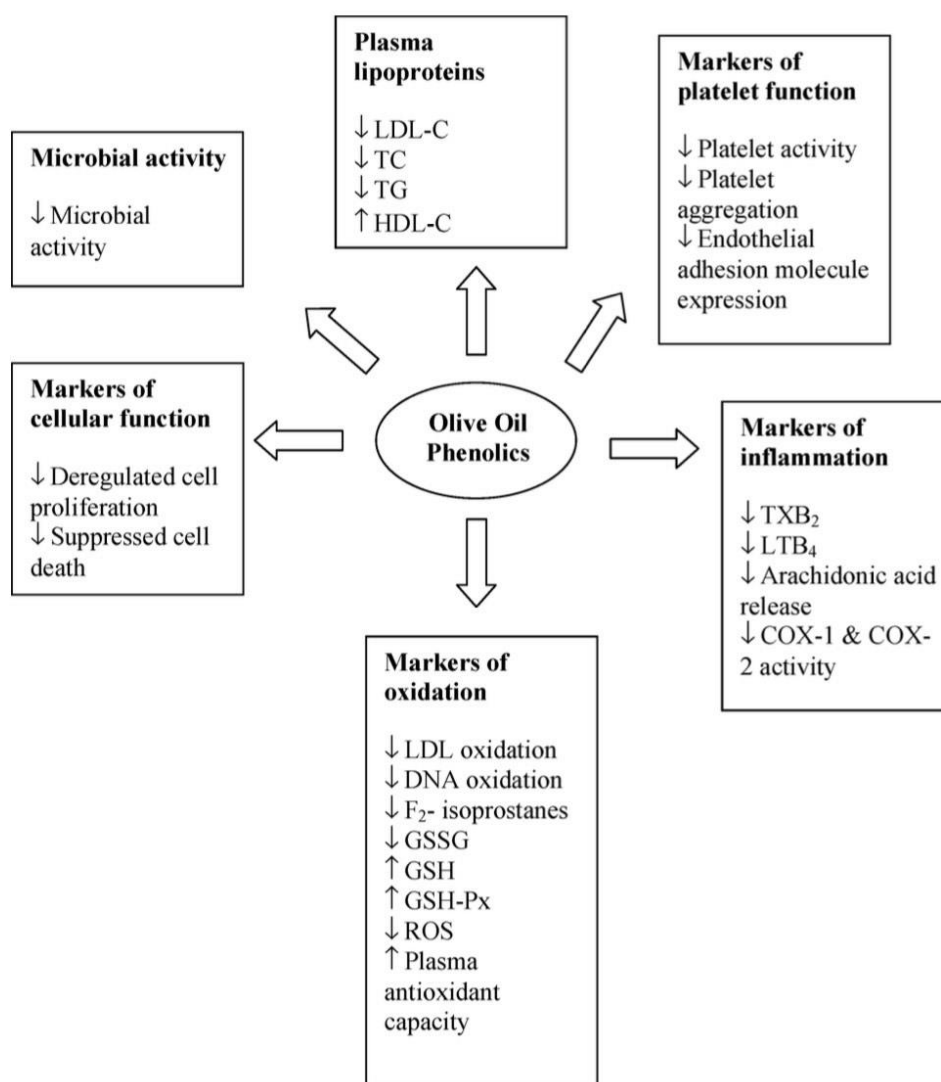 Plasma
lipoproteins
↓ LDL-C
↓ TC
↓ TG
↑ HDL-C
Markers of
platelet function
↓ Platelet activity
↓ Platelet
aggregation
↓ Endothelial
adhesion molecule
expression
Microbial activity
↓ Microbial
activity
Markers of
cellular function
↓ Deregulated cell
proliferation
↓ Suppressed cell
death
Olive Oil
Phenolics
Markers of
inflammation
↓ TXB₂
↓ LTB₄
↓ Arachidonic acid
release
↓ COX-1 & COX-
2 activity
Markers of
oxidation
↓ LDL oxidation
↓ DNA oxidation
↓ F₂- isoprostanes
↓ GSSG
↑ GSH
↑ GSH-Px
↓ ROS
↑ Plasma
antioxidant
capacity